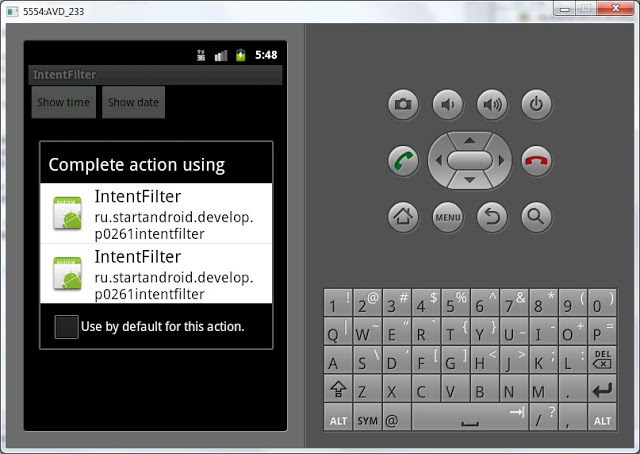 5554:AVD_233
3G
5:48
IntentFilter
Show time Show date
Complete action using
IntentFilter
ru.startandroid.develop.
p0261intentfilter
IntentFilter
ru.startandroid.develop.
p0261intentfilter
Use by default for this action.
MENU
1 ! 2 @ 3 # 4 $ 5 % 6 ^ 7 & 8 * 9 ( 0 )
Q | W ~ E " R ` T { Y } U _ I - O + P =
A S \ D ' F [ G ] H < J > K ; L : DEL
Z X C V B N M .
ALT SYM @ / ? , ALT